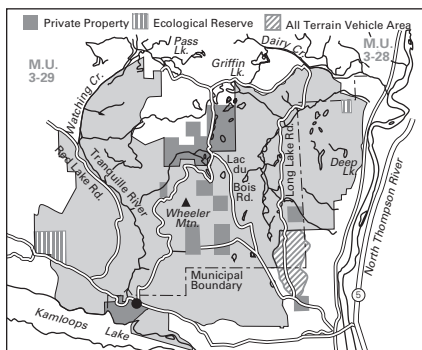 Private Property
Ecological Reserve
All Terrain Vehicle Area
M.U.
3-29
Pass
Lk.
Griffin
Lk.
Dairy Cr.
M.U.
3-28
Watching Cr.
Red Lake Rd.
Tranquille River
Lac
du
Bois
Rd.
Long Lake Rd.
Deep
Lk.
Wheeler
Mtn.
North Thompson River
Municipal
Boundary
5
Kamloops Lake